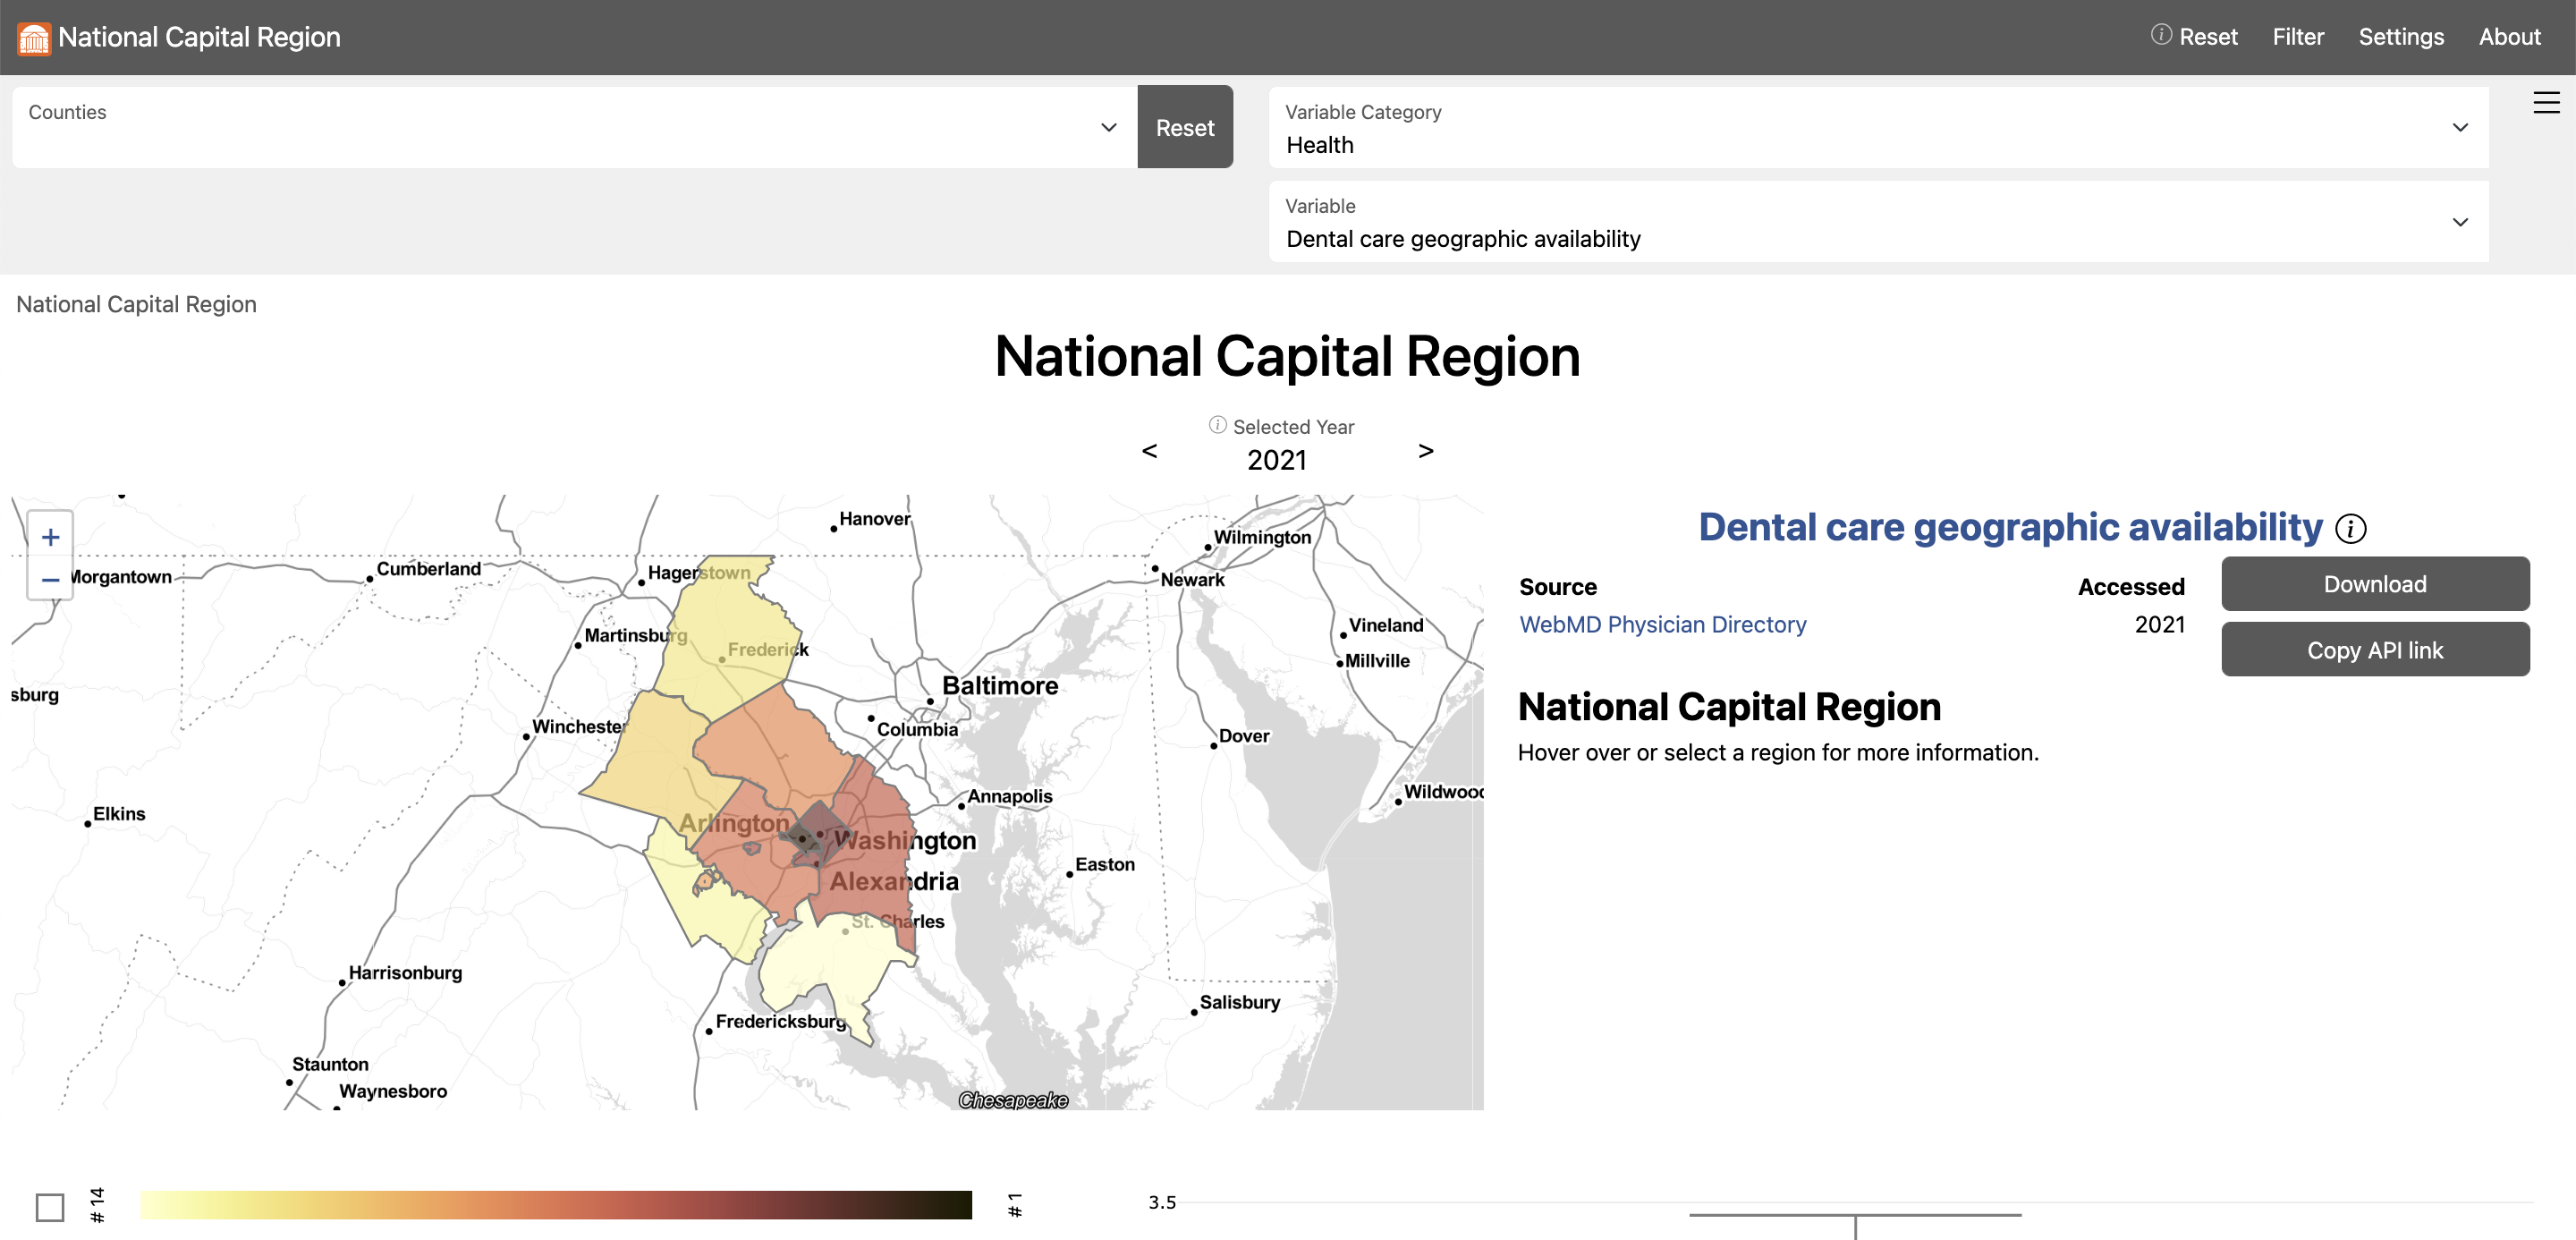 National Capital Region
Reset Filter Settings About
Counties
Reset
Variable Category
Health
Variable
Dental care geographic availability
National Capital Region
National Capital Region
Selected Year
< 2021 >
+
−
Hanover
Wilmington
Morgantown
Cumberland
Hagerstown
Newark
Martinsburg
Frederick
Vineland
Millville
sburg
Baltimore
Winchester
Columbia
Dover
Elkins
Annapolis
Wildwood
Arlington
Washington
Easton
Alexandria
St. Charles
Harrisonburg
Salisbury
Fredericksburg
Staunton
Waynesboro
Chesapeake
Dental care geographic availability
Source Accessed
WebMD Physician Directory 2021
Download
Copy API link
National Capital Region
Hover over or select a region for more information.
# 14
# 1
3.5